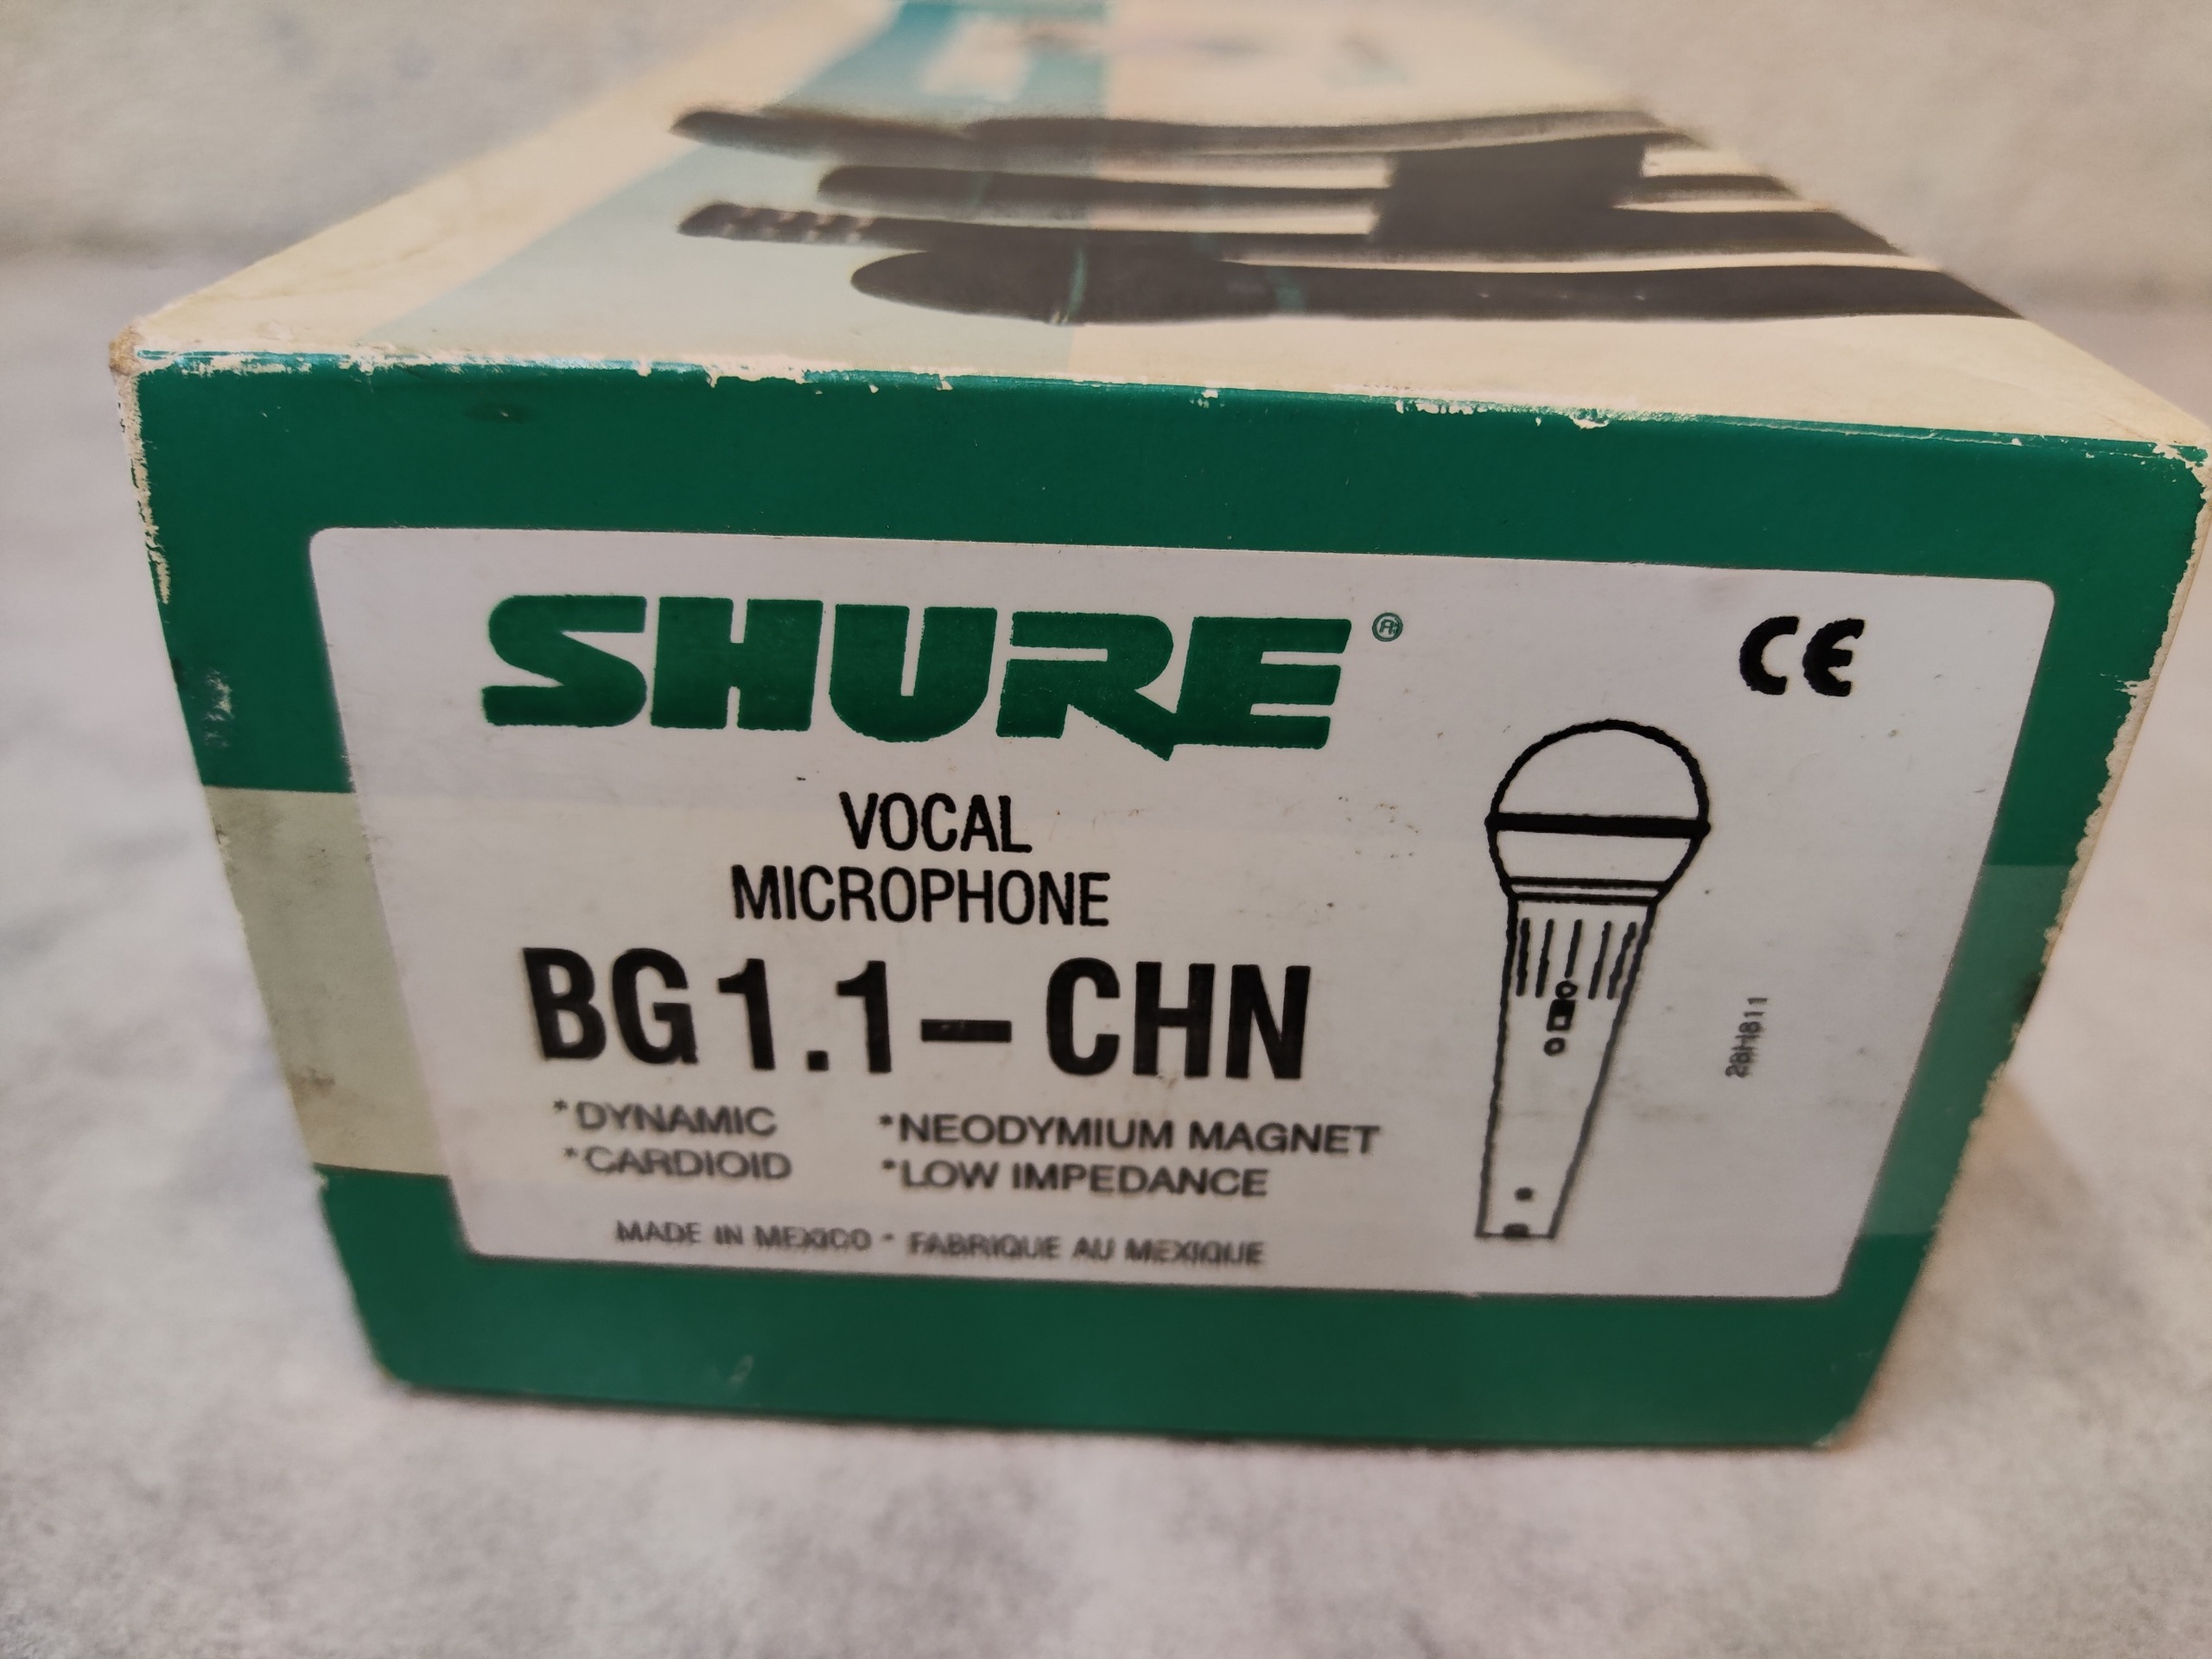 SHURE®
CE
VOCAL
MICROPHONE
BG1.1–CHN
*DYNAMIC *NEODYMIUM MAGNET
*CARDIOID *LOW IMPEDANCE
MADE IN MEXICO * FABRIQUE AU MEXIQUE